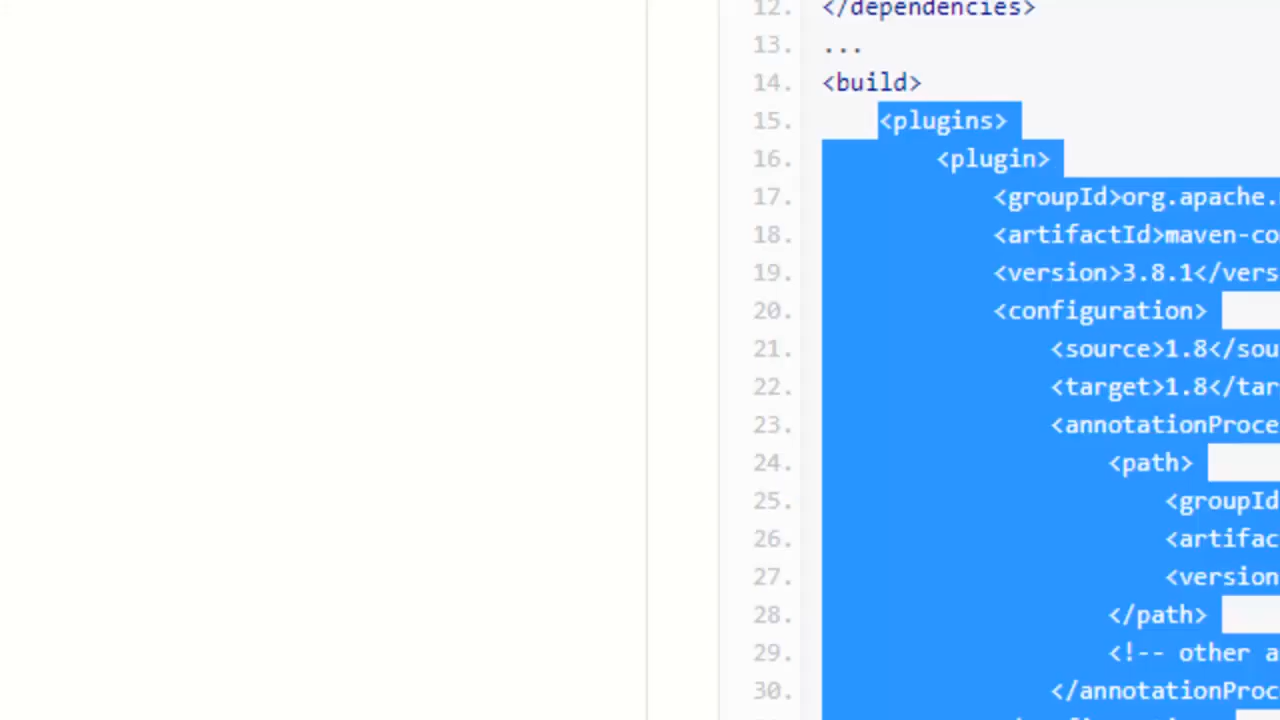 12. </dependencies>
13. ...
14. <build>
15. <plugins>
16. <plugin>
17. <groupId>org.apache.
18. <artifactId>maven-co
19. <version>3.8.1</vers
20. <configuration>
21. <source>1.8</sou
22. <target>1.8</tar
23. <annotationProce
24. <path>
25. <groupId
26. <artifac
27. <version
28. </path>
29. <!-- other a
30. </annotationProc